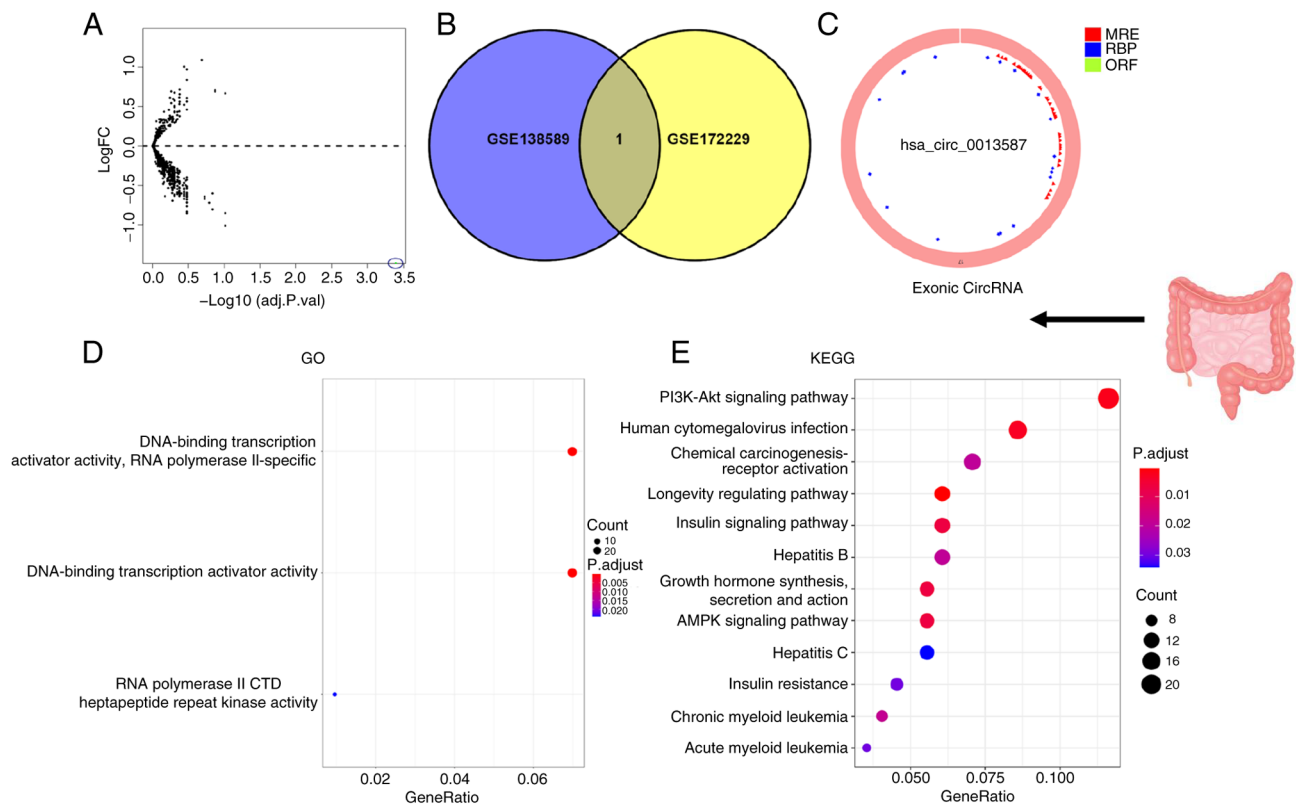 A
LogFC
1.0
0.5
0.0
−0.5
−1.0
0.0
0.5
1.0
1.5
2.0
2.5
3.0
3.5
−Log10 (adj.P.val)
B
GSE138589
1
GSE172229
C
hsa_circ_0013587
Exonic CircRNA
MRE
RBP
ORF
D
GO
DNA-binding transcription
activator activity, RNA polymerase II-specific
DNA-binding transcription activator activity
RNA polymerase II CTD
heptapeptide repeat kinase activity
0.02
0.04
0.06
GeneRatio
Count
10
20
P.adjust
0.005
0.010
0.015
0.020
E
KEGG
PI3K-Akt signaling pathway
Human cytomegalovirus infection
Chemical carcinogenesis-
receptor activation
Longevity regulating pathway
Insulin signaling pathway
Hepatitis B
Growth hormone synthesis,
secretion and action
AMPK signaling pathway
Hepatitis C
Insulin resistance
Chronic myeloid leukemia
Acute myeloid leukemia
0.050
0.075
0.100
GeneRatio
P.adjust
0.01
0.02
0.03
Count
8
12
16
20